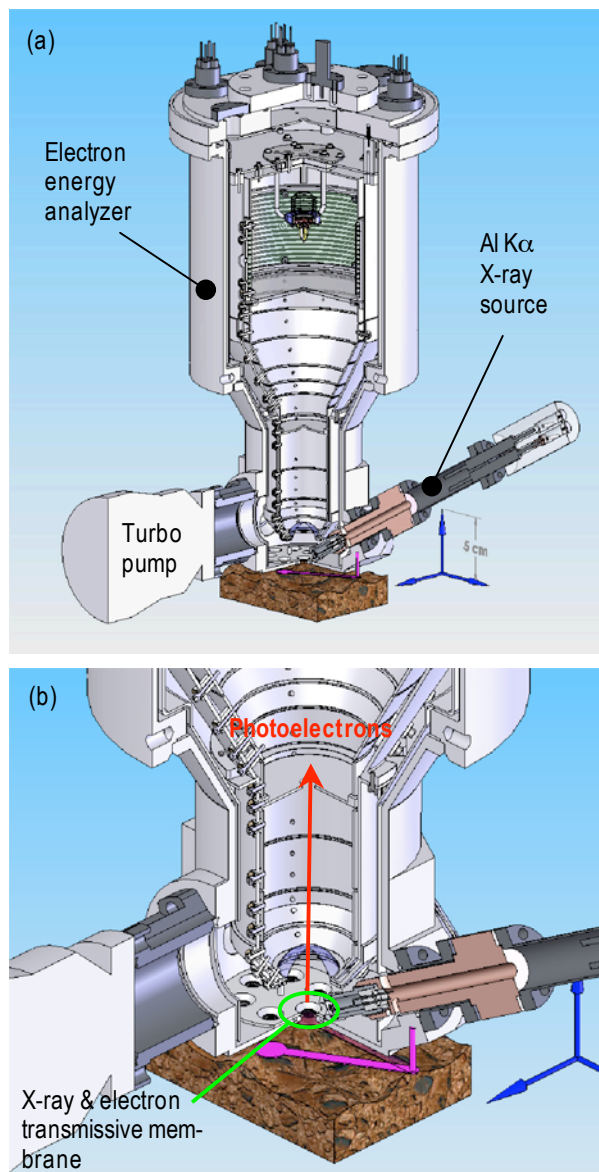 (a)
Electron
energy
analyzer
Al Kα
X-ray
source
Turbo
pump
5 cm
(b)
Photoelectrons
X-ray & electron
transmissive mem-
brane